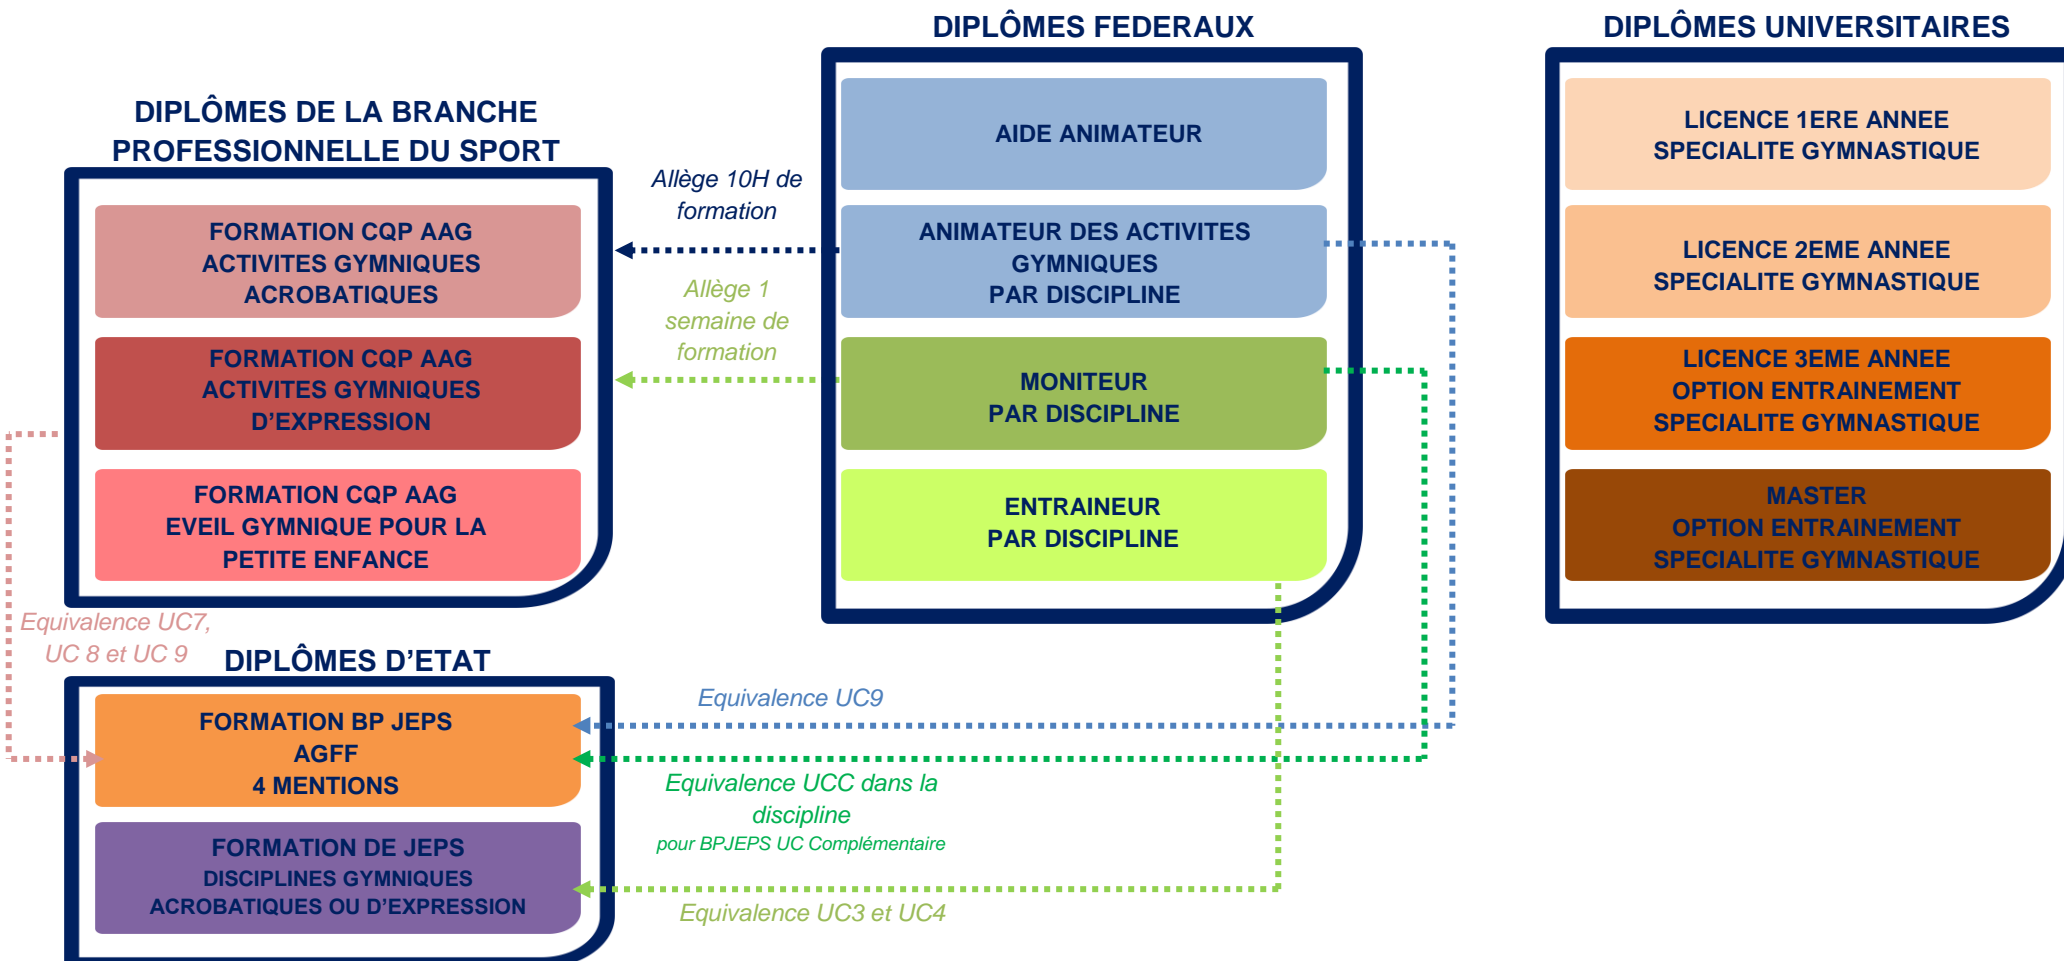 DIPLÔMES FEDERAUX
DIPLÔMES UNIVERSITAIRES
DIPLÔMES DE LA BRANCHE
PROFESSIONNELLE DU SPORT
FORMATION CQP AAG
ACTIVITES GYMNIQUES
ACROBATIQUES
FORMATION CQP AAG
ACTIVITES GYMNIQUES
D’EXPRESSION
FORMATION CQP AAG
EVEIL GYMNIQUE POUR LA
PETITE ENFANCE
Allège 10H de
formation
Allège 1
semaine de
formation
AIDE ANIMATEUR
ANIMATEUR DES ACTIVITES
GYMNIQUES
PAR DISCIPLINE
MONITEUR
PAR DISCIPLINE
ENTRAINEUR
PAR DISCIPLINE
LICENCE 1ERE ANNEE
SPECIALITE GYMNASTIQUE
LICENCE 2EME ANNEE
SPECIALITE GYMNASTIQUE
LICENCE 3EME ANNEE
OPTION ENTRAINEMENT
SPECIALITE GYMNASTIQUE
MASTER
OPTION ENTRAINEMENT
SPECIALITE GYMNASTIQUE
Equivalence UC7,
UC 8 et UC 9
DIPLÔMES D’ETAT
FORMATION BP JEPS
AGFF
4 MENTIONS
FORMATION DE JEPS
DISCIPLINES GYMNIQUES
ACROBATIQUES OU D’EXPRESSION
Equivalence UC9
Equivalence UCC dans la
discipline
pour BPJEPS UC Complémentaire
Equivalence UC3 et UC4